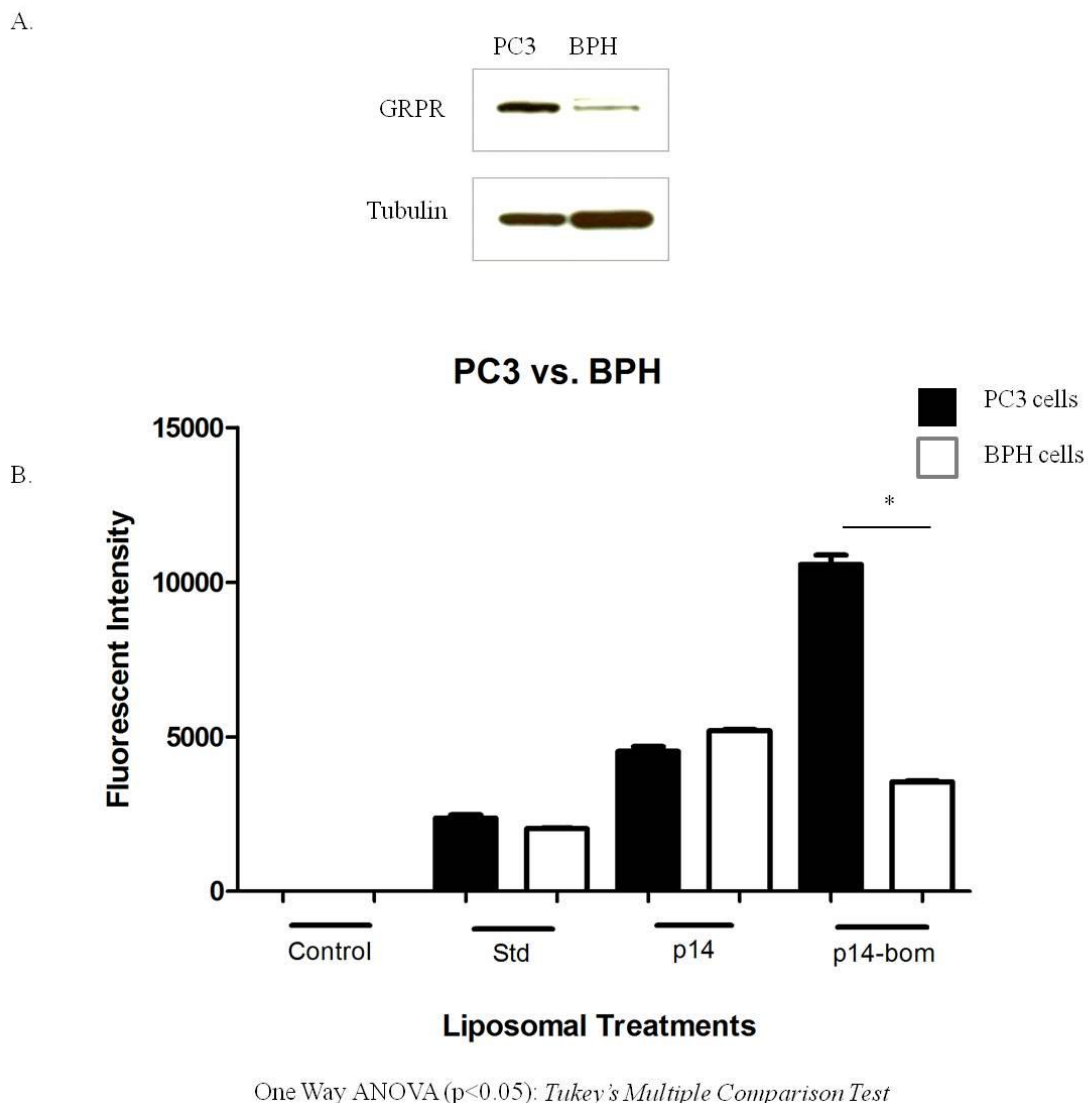 A.
PC3 BPH
GRPR
Tubulin
PC3 vs. BPH
PC3 cells
BPH cells
B.
*
15000
10000
5000
0
Fluorescent Intensity
Control Std p14 p14-bom
Liposomal Treatments
One Way ANOVA (p<0.05): Tukey's Multiple Comparison Test